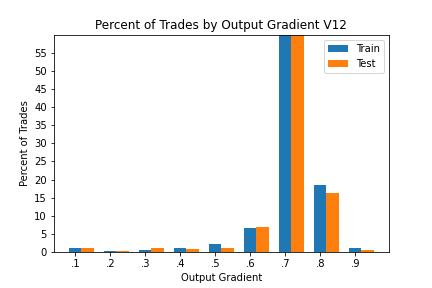 Percent of Trades by Output Gradient V12
Train
Test
Percent of Trades
55
50
45
40
35
30
25
20
15
10
5
0
.1 .2 .3 .4 .5 .6 .7 .8 .9
Output Gradient